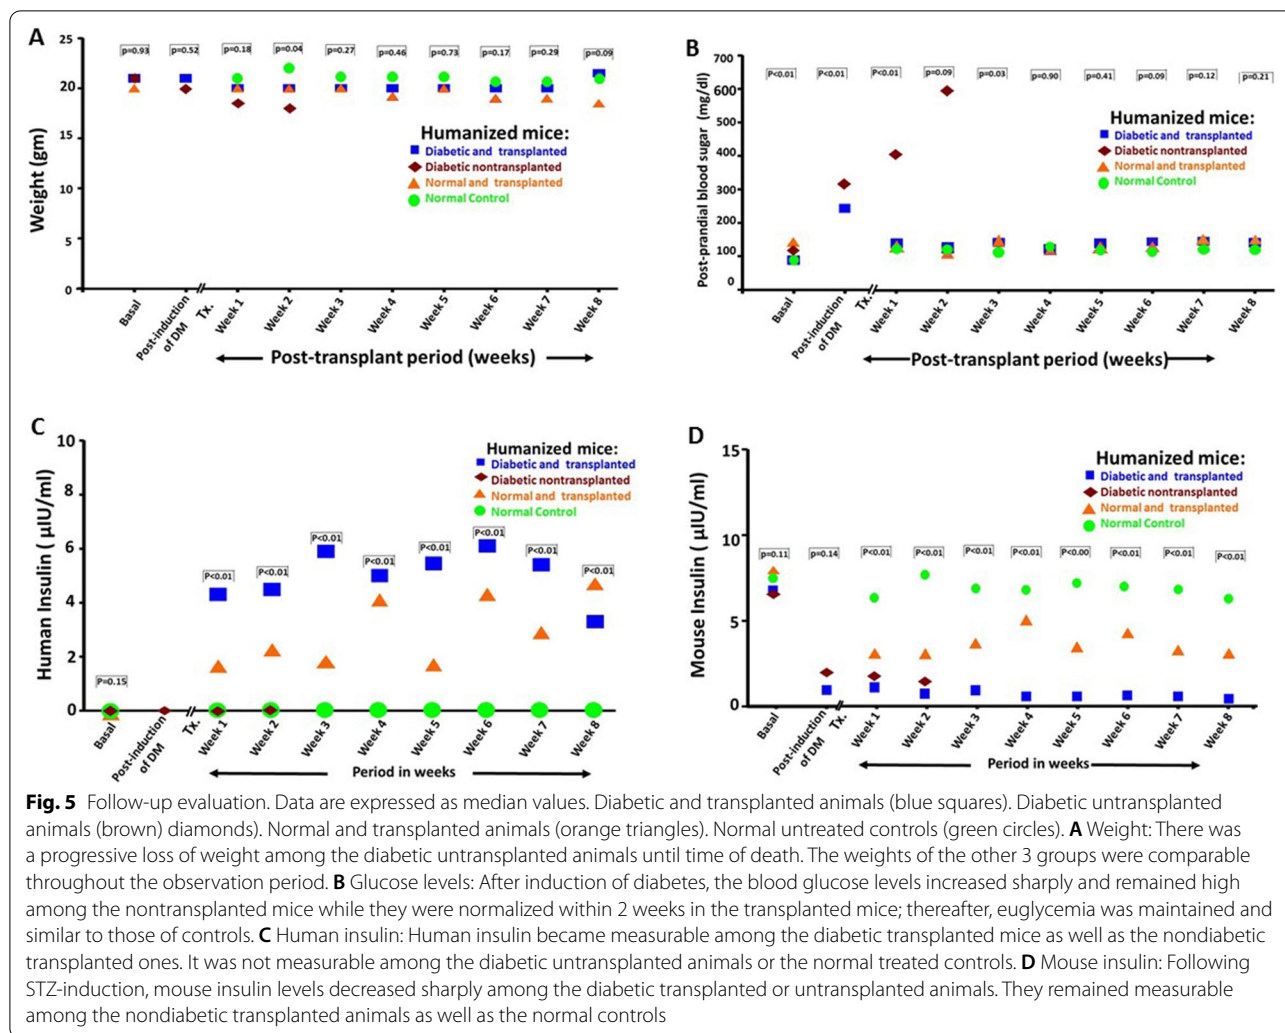 A
25
20
15
10
5
0
Weight (gm)
p=0.93 p=0.52 p=0.18 p=0.04 p=0.27 p=0.46 p=0.73 p=0.17 p=0.29 p=0.09
Humanized mice:
Diabetic and transplanted
Diabetic nontransplanted
Normal and transplanted
Normal Control
Basal
Post-induction of DM
Tx.
Week 1
Week 2
Week 3
Week 4
Week 5
Week 6
Week 7
Week 8
Post-transplant period (weeks)
B
700
600
500
400
300
200
100
0
Post-prandial blood sugar (mg/dl)
P<0.01 P<0.01 P<0.01 p=0.09 p=0.03 p=0.90 p=0.41 p=0.09 p=0.12 p=0.21
Humanized mice:
Diabetic and transplanted
Diabetic nontransplanted
Normal and transplanted
Normal Control
Basal
Post-induction of DM
Tx.
Week 1
Week 2
Week 3
Week 4
Week 5
Week 6
Week 7
Week 8
Post-transplant period (weeks)
C
10
8
6
4
2
0
Human Insulin ( µIU/ml)
P=0.15 P<0.01 P<0.01 P<0.01 P<0.01 P<0.01 P<0.01 P<0.01 P<0.01
Humanized mice:
Diabetic and transplanted
Diabetic nontransplanted
Normal and transplanted
Normal Control
Basal
Post-induction of DM
Tx.
Week 1
Week 2
Week 3
Week 4
Week 5
Week 6
Week 7
Week 8
Period in weeks
D
15
10
5
0
Mouse Insulin ( µIU/ml)
p=0.11 p=0.14 P<0.01 P<0.01 P<0.01 P<0.01 P<0.00 P<0.01 P<0.01 P<0.01
Humanized mice:
Diabetic and transplanted
Diabetic nontransplanted
Normal and transplanted
Normal Control
Basal
Post-induction of DM
Tx.
Week 1
Week 2
Week 3
Week 4
Week 5
Week 6
Week 7
Week 8
Period in weeks
Fig. 5 Follow-up evaluation. Data are expressed as median values. Diabetic and transplanted animals (blue squares). Diabetic untransplanted
animals (brown) diamonds). Normal and transplanted animals (orange triangles). Normal untreated controls (green circles). A Weight: There was
a progressive loss of weight among the diabetic untransplanted animals until time of death. The weights of the other 3 groups were comparable
throughout the observation period. B Glucose levels: After induction of diabetes, the blood glucose levels increased sharply and remained high
among the nontransplanted mice while they were normalized within 2 weeks in the transplanted mice; thereafter, euglycemia was maintained and
similar to those of controls. C Human insulin: Human insulin became measurable among the diabetic transplanted mice as well as the nondiabetic
transplanted ones. It was not measurable among the diabetic untransplanted animals or the normal treated controls. D Mouse insulin: Following
STZ-induction, mouse insulin levels decreased sharply among the diabetic transplanted or untransplanted animals. They remained measurable
among the nondiabetic transplanted animals as well as the normal controls